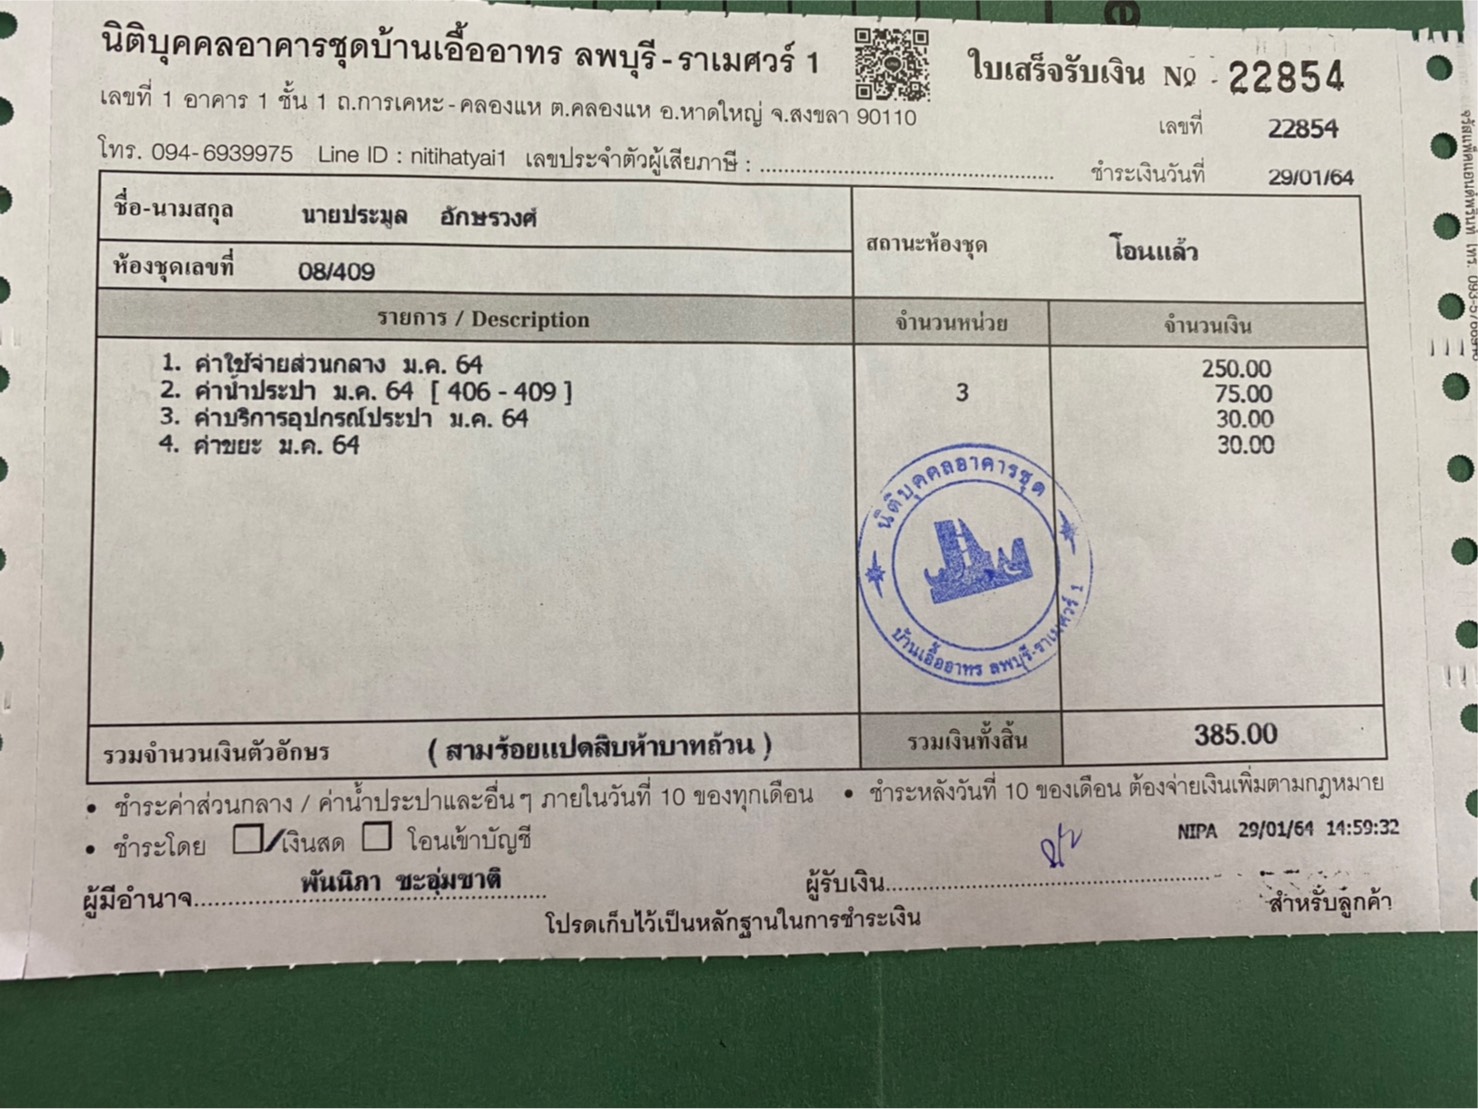 นิติบุคคลอาคารชุดบ้านเอื้ออาทร ลพบุรี-ราเมศวร์ 1
ใบเสร็จรับเงิน No - 22854
เลขที่ 1 อาคาร 1 ชั้น 1 ถ.การเคหะ-คลองแห ต.คลองแห อ.หาดใหญ่ จ.สงขลา 90110
เลขที่ 22854
โทร. 094-6939975 Line ID : nitihatyai1 เลขประจำตัวผู้เสียภาษี :
ชำระเงินวันที่ 29/01/64
ชื่อ-นามสกุล นายประมูล อักษรวงศ์
สถานะห้องชุด โอนแล้ว
ห้องชุดเลขที่ 08/409
รายการ / Description จำนวนหน่วย จำนวนเงิน
1. ค่าใช้จ่ายส่วนกลาง ม.ค. 64 250.00
2. ค่าน้ำประปา ม.ค. 64 [ 406 - 409 ] 3 75.00
3. ค่าบริการอุปกรณ์ประปา ม.ค. 64 30.00
4. ค่าขยะ ม.ค. 64 30.00
นิติบุคคลอาคารชุด
บ้านเอื้ออาทร ลพบุรี-ราเมศวร์ 1
รวมจำนวนเงินตัวอักษร ( สามร้อยแปดสิบห้าบาทถ้วน ) รวมเงินทั้งสิ้น 385.00
• ชำระค่าส่วนกลาง / ค่าน้ำประปาและอื่นๆ ภายในวันที่ 10 ของทุกเดือน • ชำระหลังวันที่ 10 ของเดือน ต้องจ่ายเงินเพิ่มตามกฎหมาย
• ชำระโดย / เงินสด โอนเข้าบัญชี
NIPA 29/01/64 14:59:32
ผู้มีอำนาจ พันนิภา ชะอุ่มชาติ ผู้รับเงิน
สำหรับลูกค้า
โปรดเก็บไว้เป็นหลักฐานในการชำระเงิน